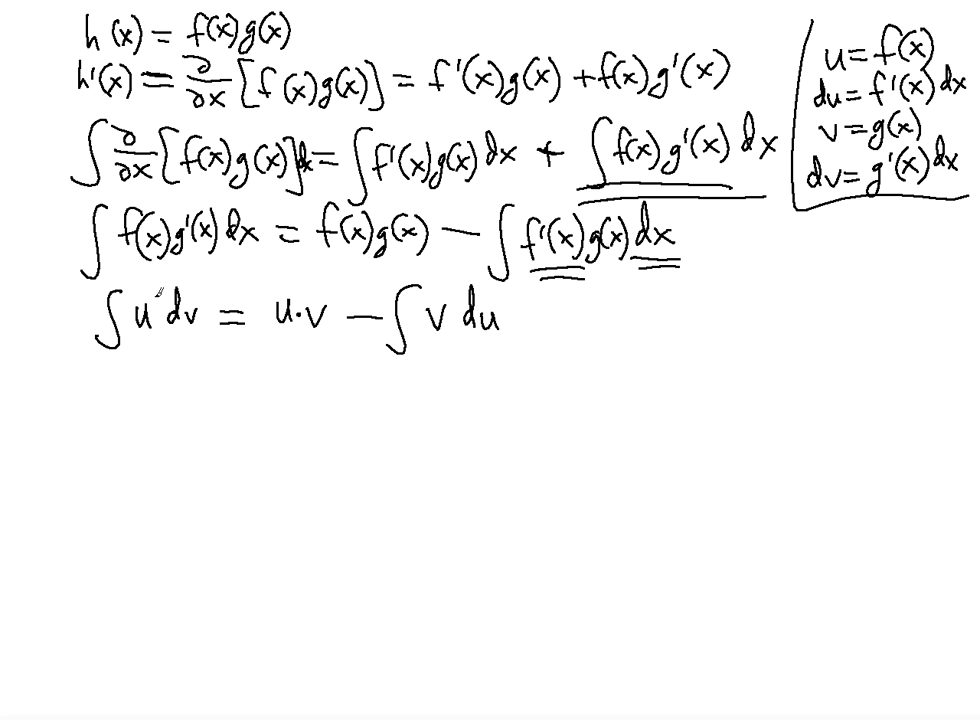 h(x) = f(x)g(x)
h'(x) = ∂/∂x [f(x)g(x)] = f'(x)g(x) + f(x)g'(x)
∫ ∂/∂x [f(x)g(x)]dx = ∫ f'(x)g(x) dx + ∫ f(x)g'(x) dx
∫ f(x)g'(x) dx = f(x)g(x) − ∫ f'(x)g(x) dx
∫ u dv = u·v − ∫ v du
u = f(x)
du = f'(x) dx
v = g(x)
dv = g'(x) dx